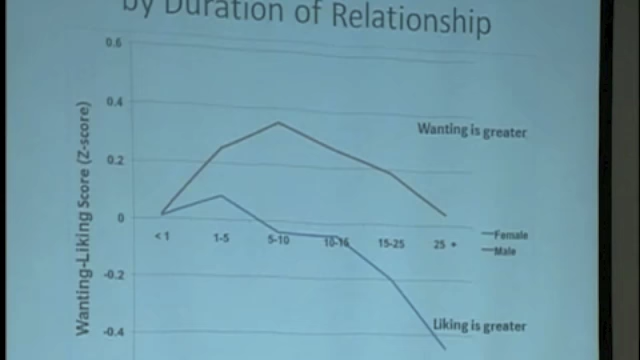 by Duration of Relationship
0.6
Wanting-Liking Score (Z-score)
0.4
Wanting is greater
0.2
0
< 1
1-5
5-10
10-15
15-25
25 +
Female
Male
-0.2
Liking is greater
-0.4